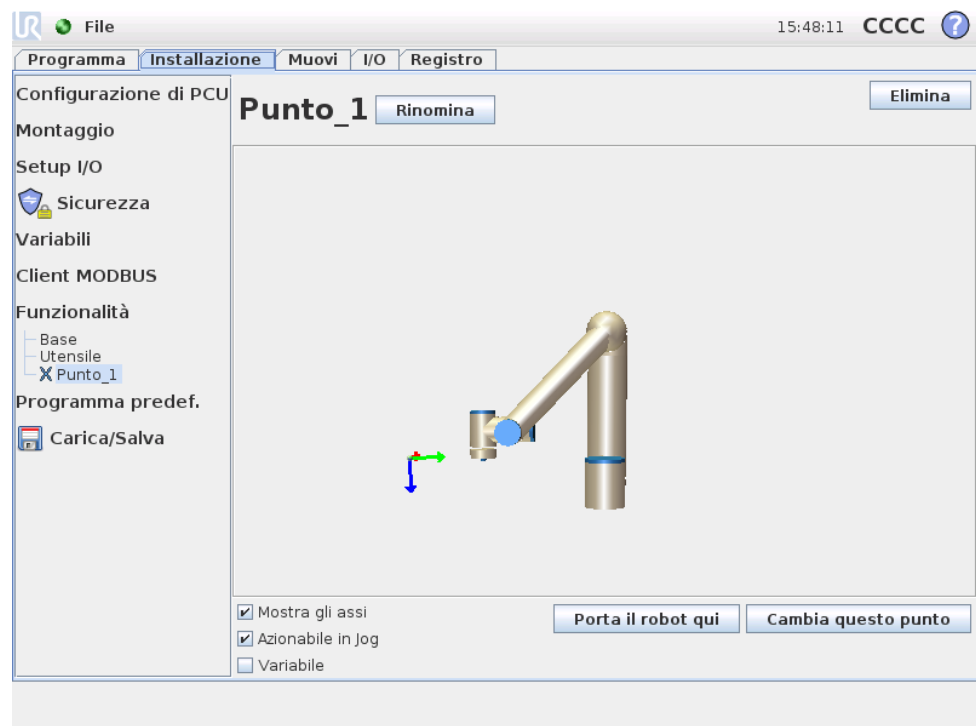 UR File 15:48:11 CCCC ?
Programma Installazione Muovi I/O Registro
Configurazione di PCU
Montaggio
Setup I/O
Sicurezza
Variabili
Client MODBUS
Funzionalità
Base
Utensile
Punto_1
Programma predef.
Carica/Salva
Punto_1 Rinomina Elimina
Mostra gli assi
Azionabile in Jog
Variabile
Porta il robot qui Cambia questo punto